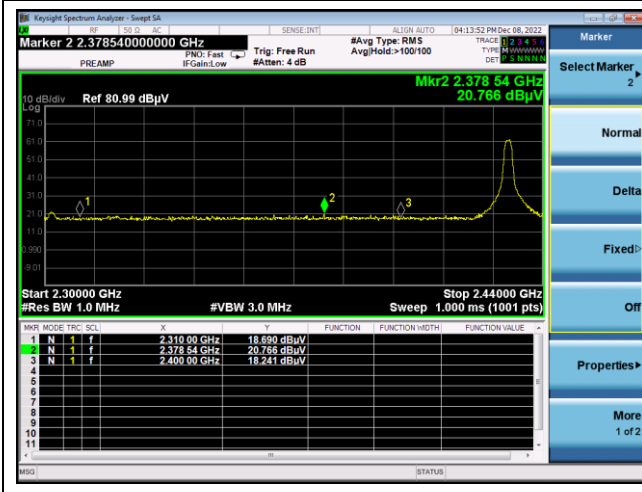 Keysight Spectrum Analyzer - Swept SA
RF 50 Ω AC SENSE:INT ALIGN AUTO 04:13:52 PM Dec 08, 2022
Marker 2 2.378540000000 GHz
PREAMP
PNO: Fast
IFGain:Low
Trig: Free Run
#Atten: 4 dB
#Avg Type: RMS
Avg|Hold:>100/100
TRACE 1 2 3 4 5 6
TYPE M WWWWW
DET P S N N N N
Mkr2 2.378 54 GHz
20.766 dBµV
10 dB/div Ref 80.99 dBµV
Log
71.0
61.0
51.0
41.0
31.0
21.0
11.0
0.990
-9.01
1
2
3
Start 2.30000 GHz Stop 2.44000 GHz
#Res BW 1.0 MHz #VBW 3.0 MHz Sweep 1.000 ms (1001 pts)
MKR MODE TRC SCL X Y FUNCTION FUNCTION WIDTH FUNCTION VALUE
1 N 1 f 2.310 00 GHz 18.690 dBµV
2 N 1 f 2.378 54 GHz 20.766 dBµV
3 N 1 f 2.400 00 GHz 18.241 dBµV
4
5
6
7
8
9
10
11
MSG STATUS
Marker
Select Marker
2
Normal
Delta
Fixed
Off
Properties
More
1 of 2